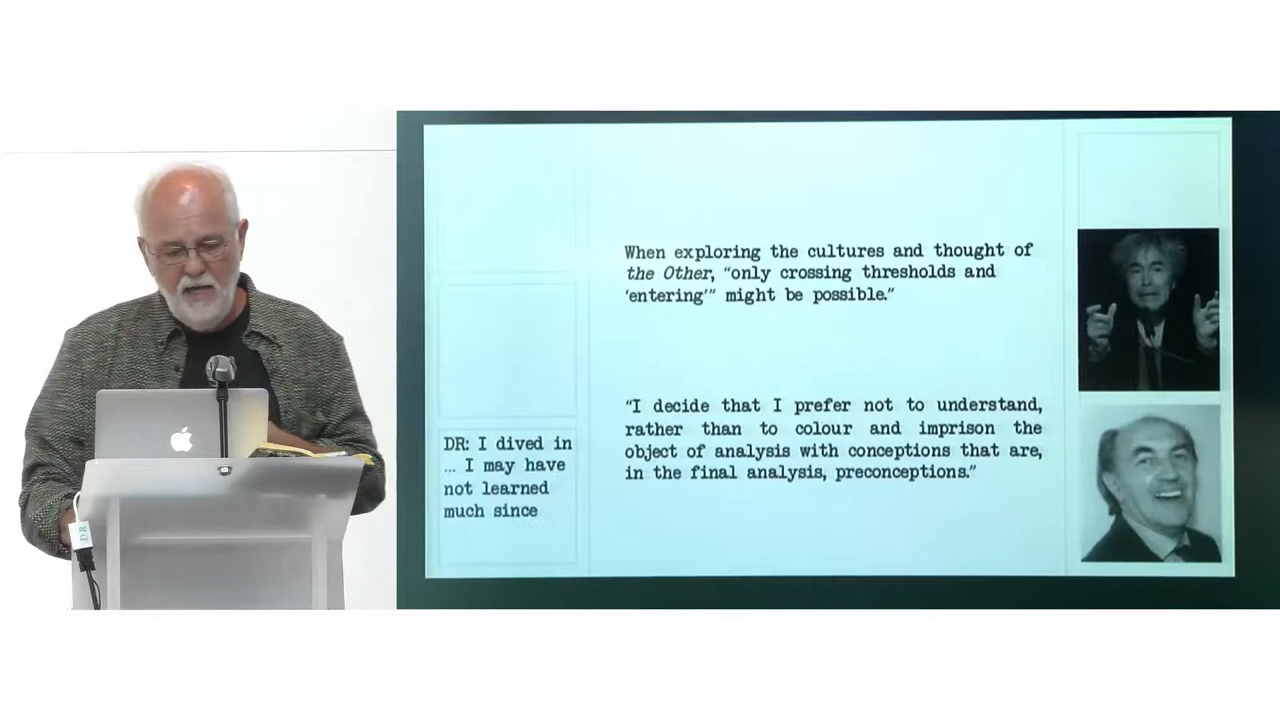 When exploring the cultures and thought of
the Other, “only crossing thresholds and
‘entering’” might be possible.”
“I decide that I prefer not to understand,
rather than to colour and imprison the
object of analysis with conceptions that are,
in the final analysis, preconceptions.”
DR: I dived in
... I may have
not learned
much since
DR